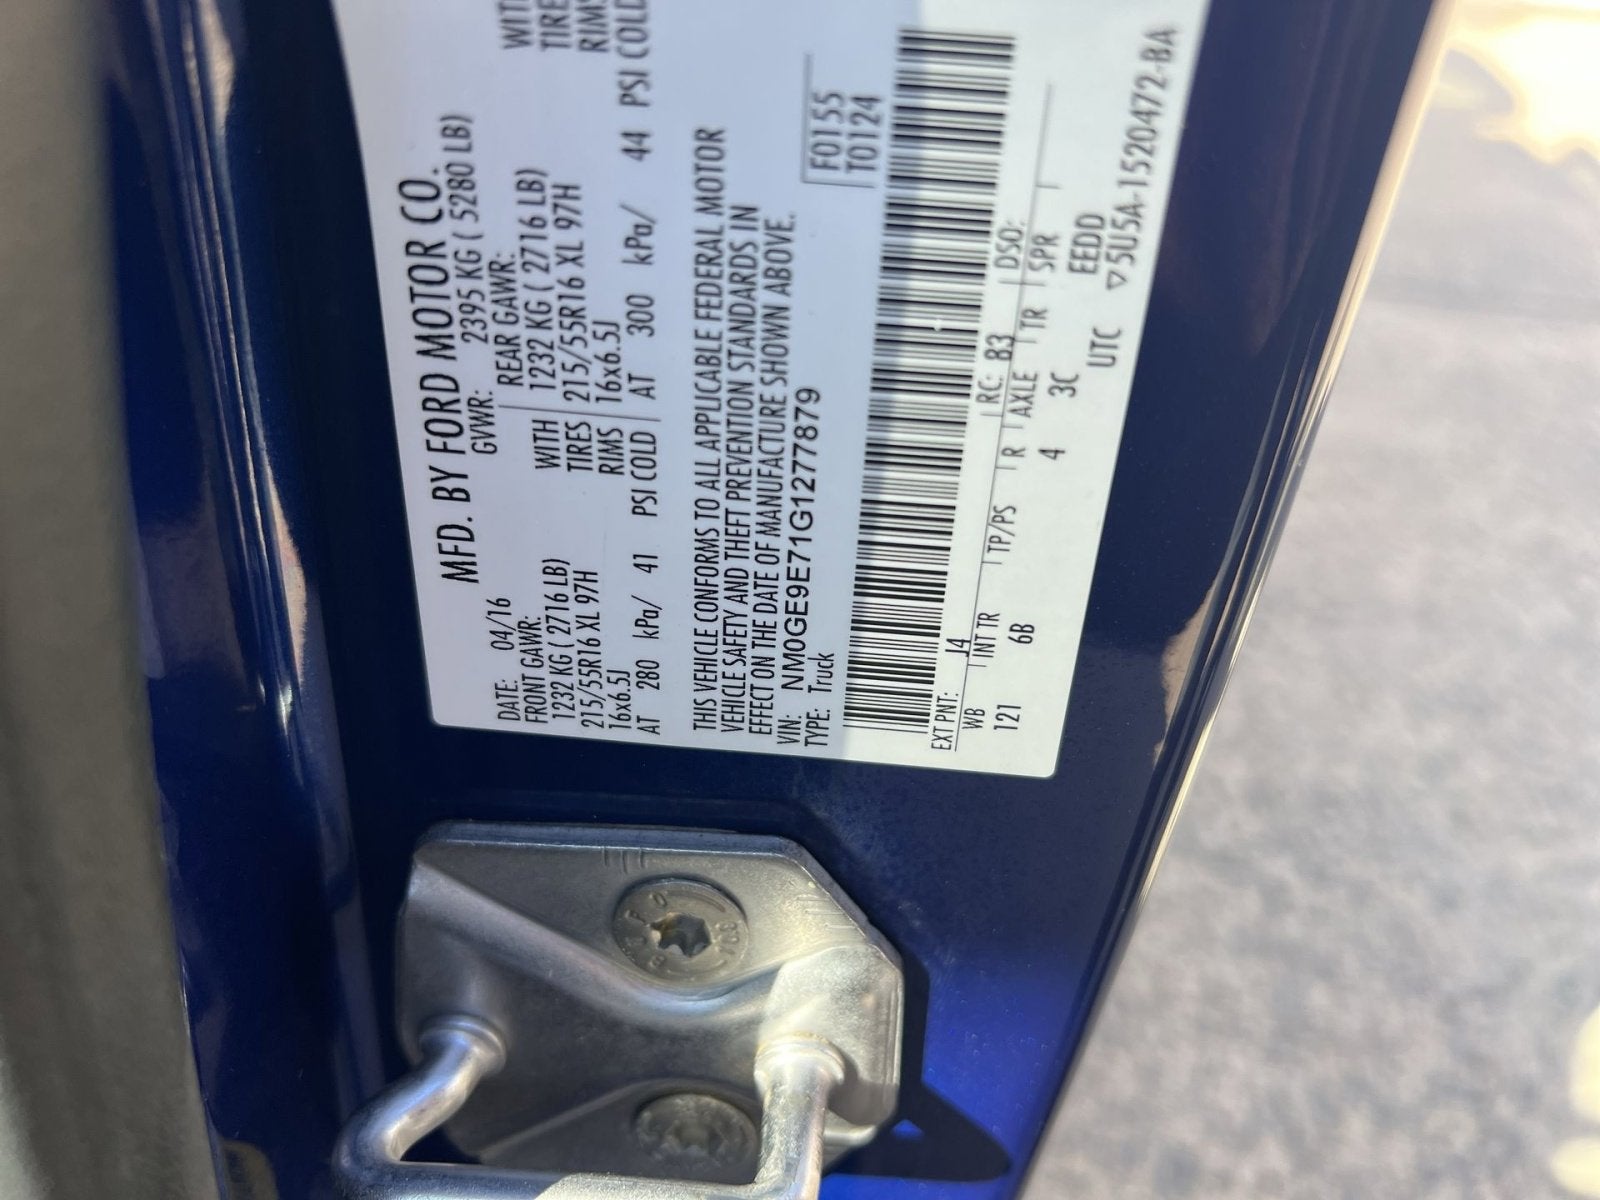 MFD. BY FORD MOTOR CO.
DATE: 04/16 GVWR: 2395 KG ( 5280 LB)
FRONT GAWR: REAR GAWR:
1232 KG ( 2716 LB) WITH 1232 KG ( 2716 LB) WITH
215/55R16 XL 97H TIRES 215/55R16 XL 97H TIRE
16x6.5J RIMS 16x6.5J RIMS
AT 280 kPa/ 41 PSI COLD AT 300 kPa/ 44 PSI COLD
THIS VEHICLE CONFORMS TO ALL APPLICABLE FEDERAL MOTOR
VEHICLE SAFETY AND THEFT PREVENTION STANDARDS IN
EFFECT ON THE DATE OF MANUFACTURE SHOWN ABOVE.
VIN: NM0GE9E71G1277879
TYPE: Truck
F0155
T0124
EXT PNT: J4 RC: B3 DSO:
WB INT TR TP/PS R AXLE TR SPR
121 6B 4 3C EEDD
UTC ▽5U5A-1520472-BA